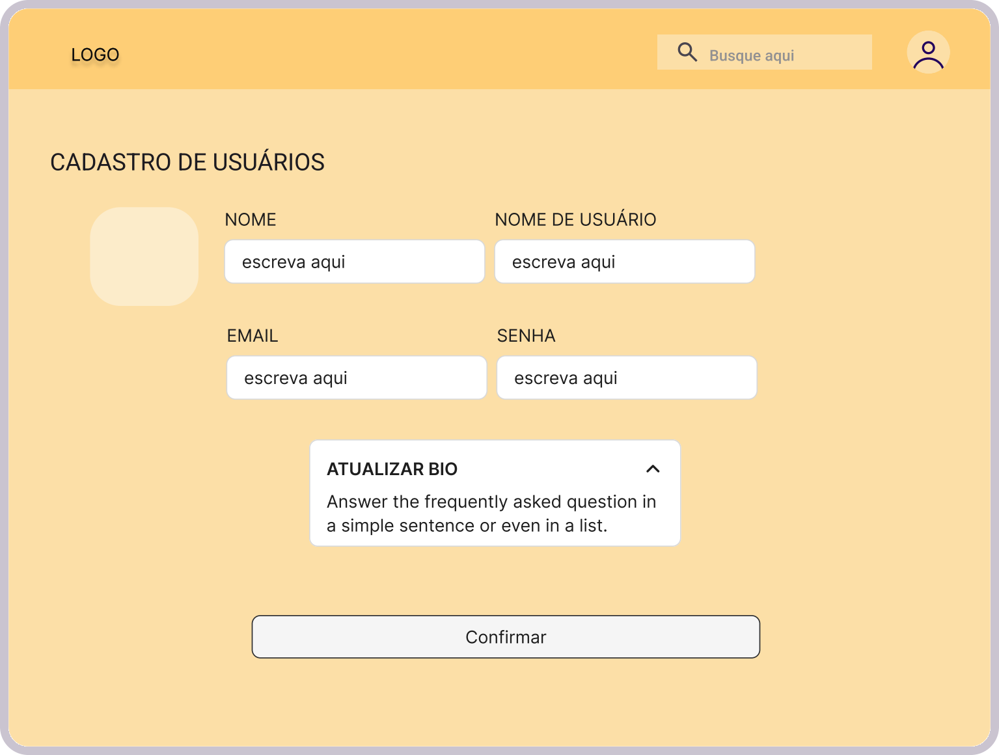 LOGO
Busque aqui
CADASTRO DE USUÁRIOS
NOME
NOME DE USUÁRIO
escreva aqui
escreva aqui
EMAIL
SENHA
escreva aqui
escreva aqui
ATUALIZAR BIO
Answer the frequently asked question in
a simple sentence or even in a list.
Confirmar